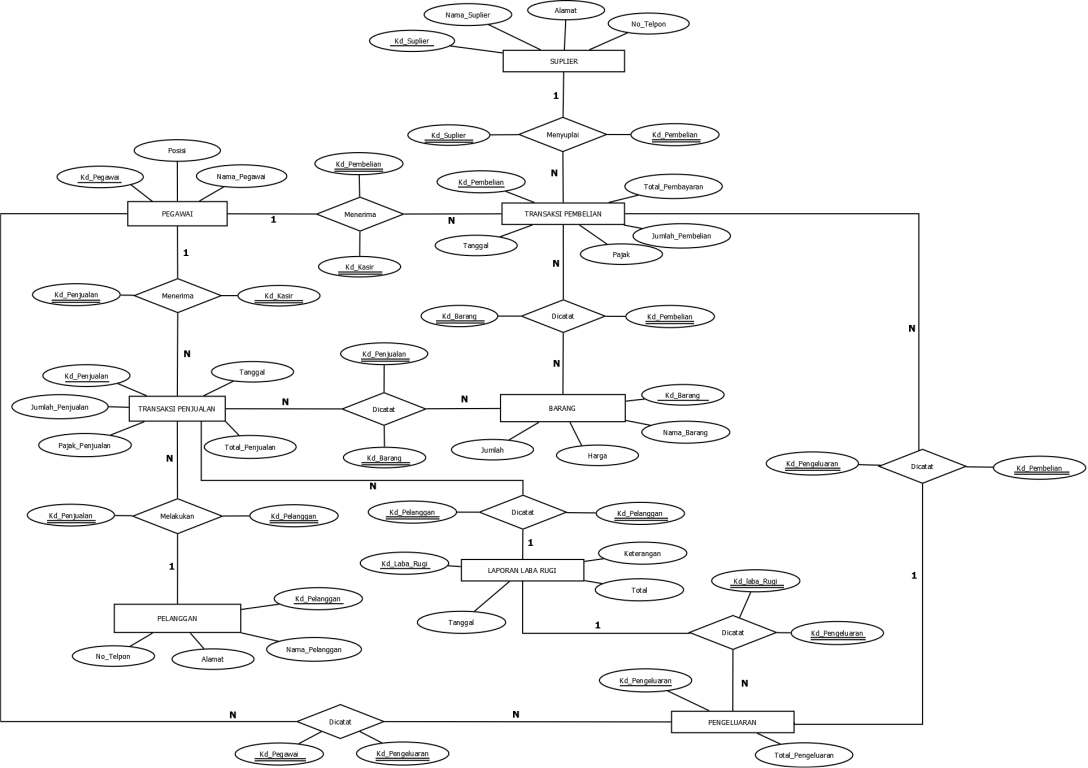 Alamat
Nama_Suplier
No_Telpon
Kd_Suplier
SUPLIER
1
Kd_Suplier
Menyuplai
Kd_Pembelian
Posisi
Kd_Pembelian
N
Kd_Pegawai
Nama_Pegawai
Kd_Pembelian
Total_Pembayaran
PEGAWAI
1
Menerima
N
TRANSAKSI PEMBELIAN
Jumlah_Pembelian
Tanggal
Pajak
1
Kd_Kasir
N
Kd_Penjualan
Menerima
Kd_Kasir
Kd_Barang
Dicatat
Kd_Pembelian
N
N
Kd_Penjualan
N
Kd_Penjualan
Tanggal
Jumlah_Penjualan
TRANSAKSI PENJUALAN
N
Dicatat
N
BARANG
Kd_Barang
Pajak_Penjualan
Total_Penjualan
Nama_Barang
Jumlah
Harga
Kd_Barang
N
Kd_Pengeluaran
Dicatat
Kd_Pembelian
N
Kd_Penjualan
Melakukan
Kd_Pelanggan
Kd_Pelanggan
Dicatat
Kd_Pelanggan
1
Kd_Laba_Rugi
Keterangan
LAPORAN LABA RUGI
1
1
Total
Kd_laba_Rugi
Kd_Pelanggan
PELANGGAN
Tanggal
1
Dicatat
Kd_Pengeluaran
No_Telpon
Alamat
Nama_Pelanggan
Kd_Pengeluaran
N
N
Dicatat
N
PENGELUARAN
Kd_Pegawai
Kd_Pengeluaran
Total_Pengeluaran